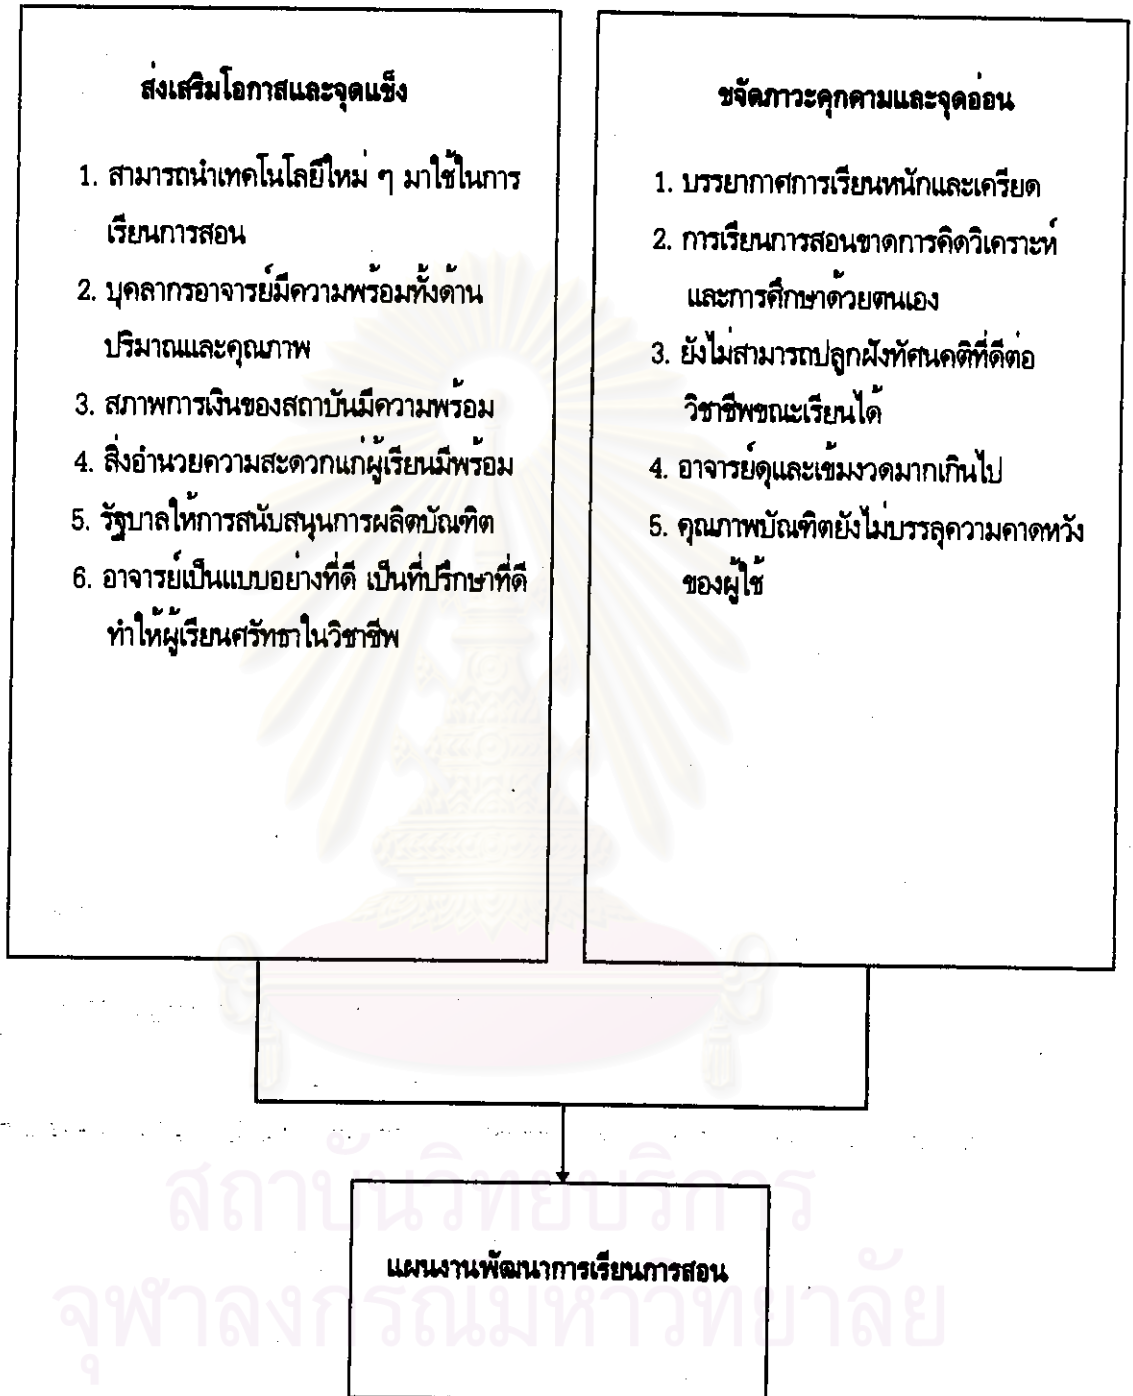 ส่งเสริมโอกาสและจุดแข็ง
1. สามารถนำเทคโนโลยีใหม่ ๆ มาใช้ในการ
เรียนการสอน
2. บุคลากรอาจารย์มีความพร้อมทั้งด้าน
ปริมาณและคุณภาพ
3. สภาพการเงินของสถาบันมีความพร้อม
4. สิ่งอำนวยความสะดวกแก่ผู้เรียนมีพร้อม
5. รัฐบาลให้การสนับสนุนการผลิตบัณฑิต
6. อาจารย์เป็นแบบอย่างที่ดี เป็นที่ปรึกษาที่ดี
ทำให้ผู้เรียนศรัทธาในวิชาชีพ
ขจัดภาวะคุกคามและจุดอ่อน
1. บรรยากาศการเรียนหนักและเครียด
2. การเรียนการสอนขาดการคิดวิเคราะห์
และการศึกษาด้วยตนเอง
3. ยังไม่สามารถปลูกฝังทัศนคติที่ดีต่อ
วิชาชีพขณะเรียนได้
4. อาจารย์ดุและเข้มงวดมากเกินไป
5. คุณภาพบัณฑิตยังไม่บรรลุความคาดหวัง
ของผู้ใช้
แผนงานพัฒนาการเรียนการสอน
สถาบันวิทยบริการ
จุฬาลงกรณ์มหาวิทยาลัย